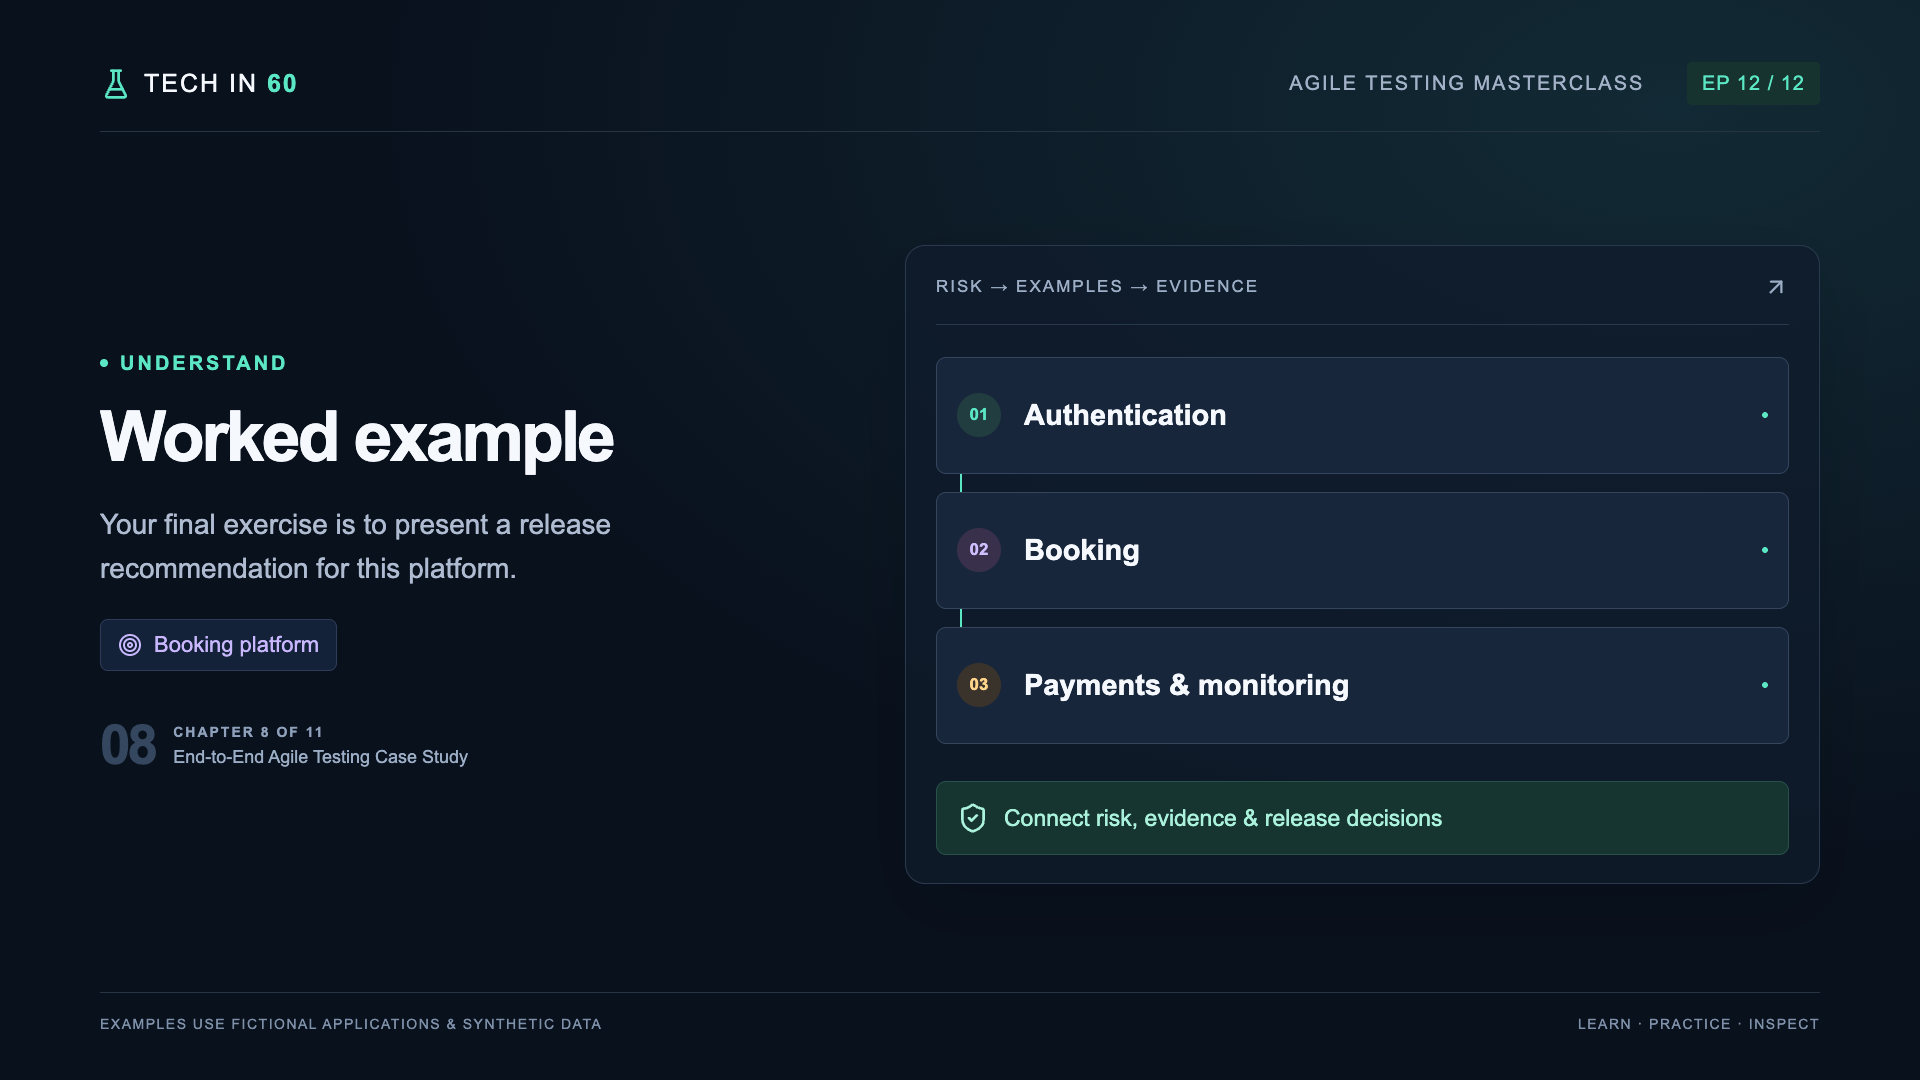 TECH IN 60
AGILE TESTING MASTERCLASS
EP 12 / 12
UNDERSTAND
Worked example
Your final exercise is to present a release
recommendation for this platform.
Booking platform
08
CHAPTER 8 OF 11
End-to-End Agile Testing Case Study
RISK → EXAMPLES → EVIDENCE
01
Authentication
02
Booking
03
Payments & monitoring
Connect risk, evidence & release decisions
EXAMPLES USE FICTIONAL APPLICATIONS & SYNTHETIC DATA
LEARN · PRACTICE · INSPECT